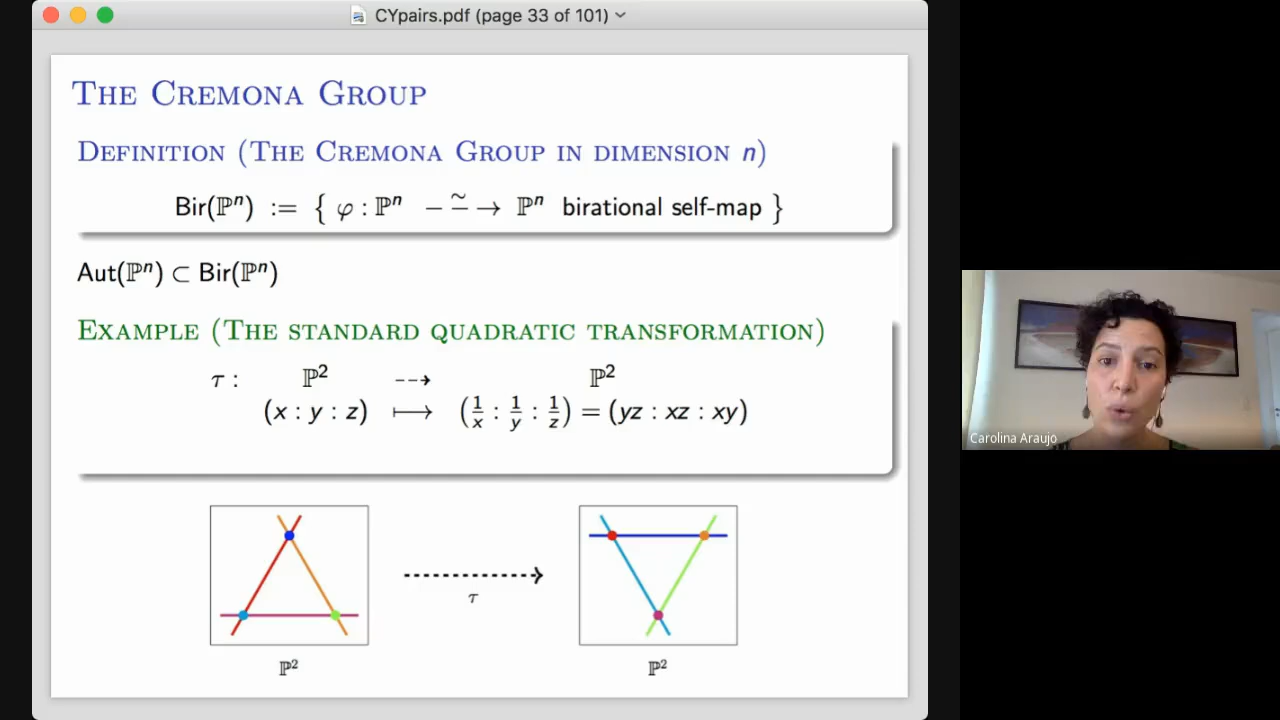 CYpairs.pdf (page 33 of 101)
The Cremona Group
Definition (The Cremona Group in dimension n)
Bir(ℙⁿ) := { φ : ℙⁿ −∼→ ℙⁿ birational self-map }
Aut(ℙⁿ) ⊂ Bir(ℙⁿ)
Example (The standard quadratic transformation)
τ : ℙ² ⇢ ℙ²
(x : y : z) ⟼ (1/x : 1/y : 1/z) = (yz : xz : xy)
τ
ℙ² ℙ²
Carolina Araujo